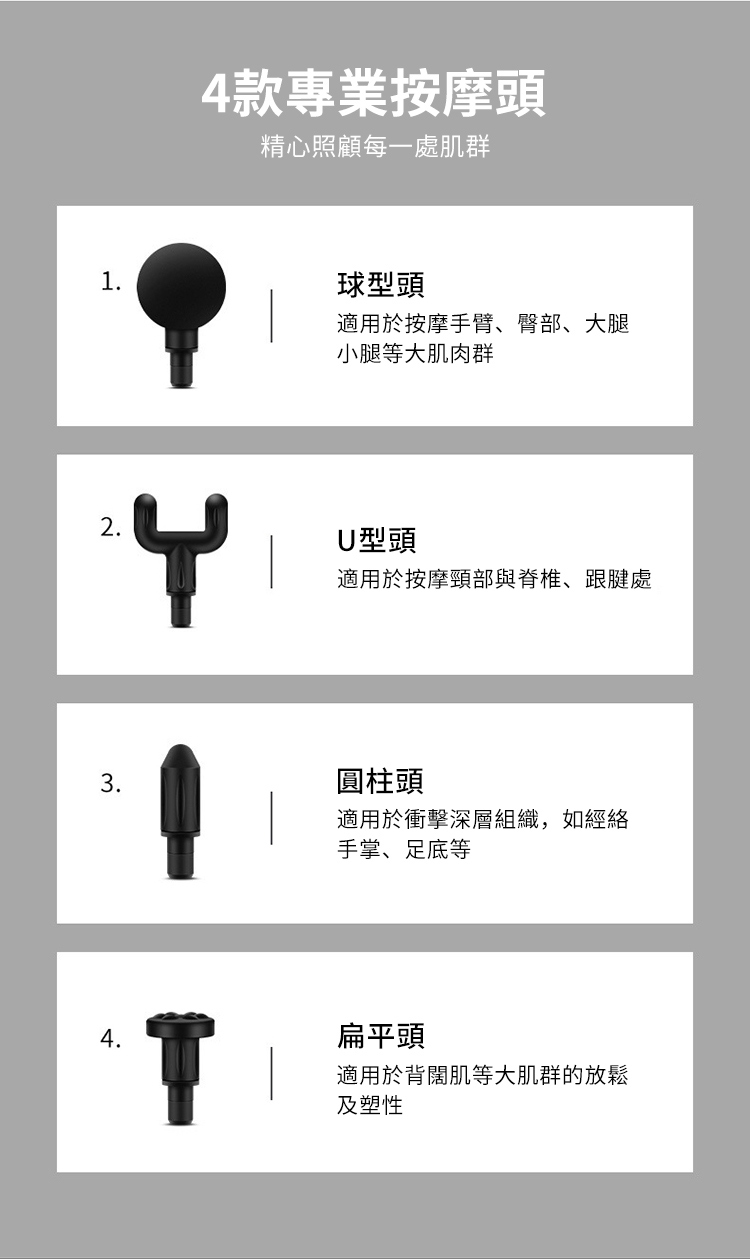 4款專業按摩頭
精心照顧每一處肌群
1.
球型頭
適用於按摩手臂、臀部、大腿
小腿等大肌肉群
2.
U型頭
適用於按摩頸部與脊椎、跟腱處
3.
圓柱頭
適用於衝擊深層組織，如經絡
手掌、足底等
4.
扁平頭
適用於背闊肌等大肌群的放鬆
及塑性